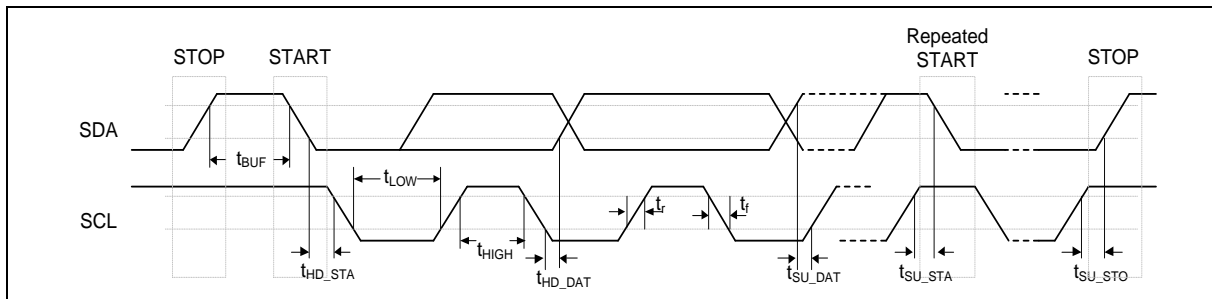 STOP START Repeated START STOP
SDA
tBUF
tLOW
SCL
tr tf
tHD_STA tHIGH tHD_DAT tSU_DAT tSU_STA tSU_STO